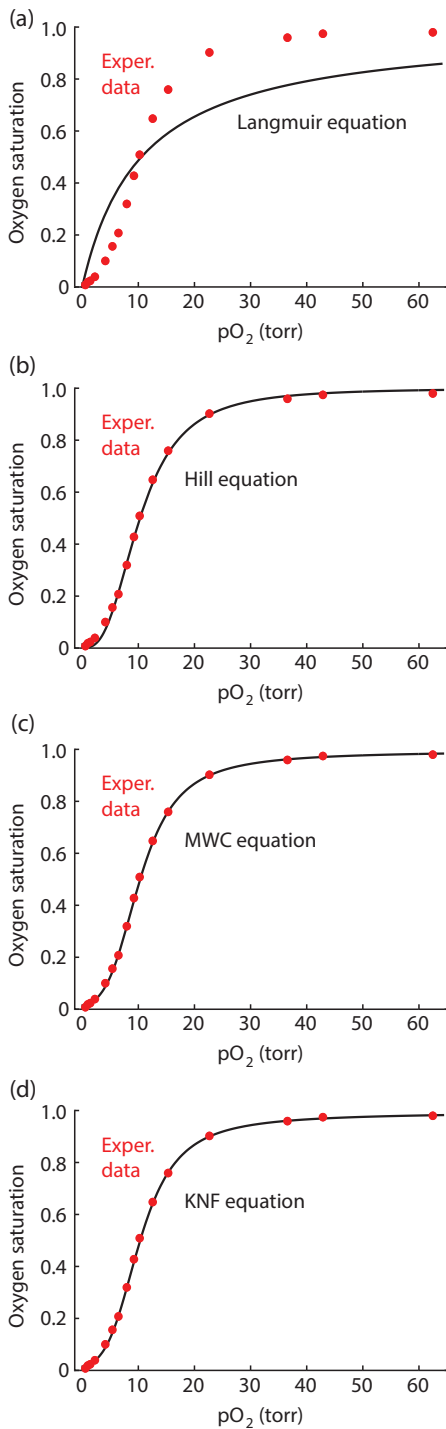 (a)
1.0
0.8
0.6
0.4
0.2
0
Oxygen saturation
Exper.
data
Langmuir equation
0 10 20 30 40 50 60
pO2 (torr)
(b)
1.0
0.8
0.6
0.4
0.2
0
Oxygen saturation
Exper.
data
Hill equation
0 10 20 30 40 50 60
pO2 (torr)
(c)
1.0
0.8
0.6
0.4
0.2
0
Oxygen saturation
Exper.
data
MWC equation
0 10 20 30 40 50 60
pO2 (torr)
(d)
1.0
0.8
0.6
0.4
0.2
0
Oxygen saturation
Exper.
data
KNF equation
0 10 20 30 40 50 60
pO2 (torr)